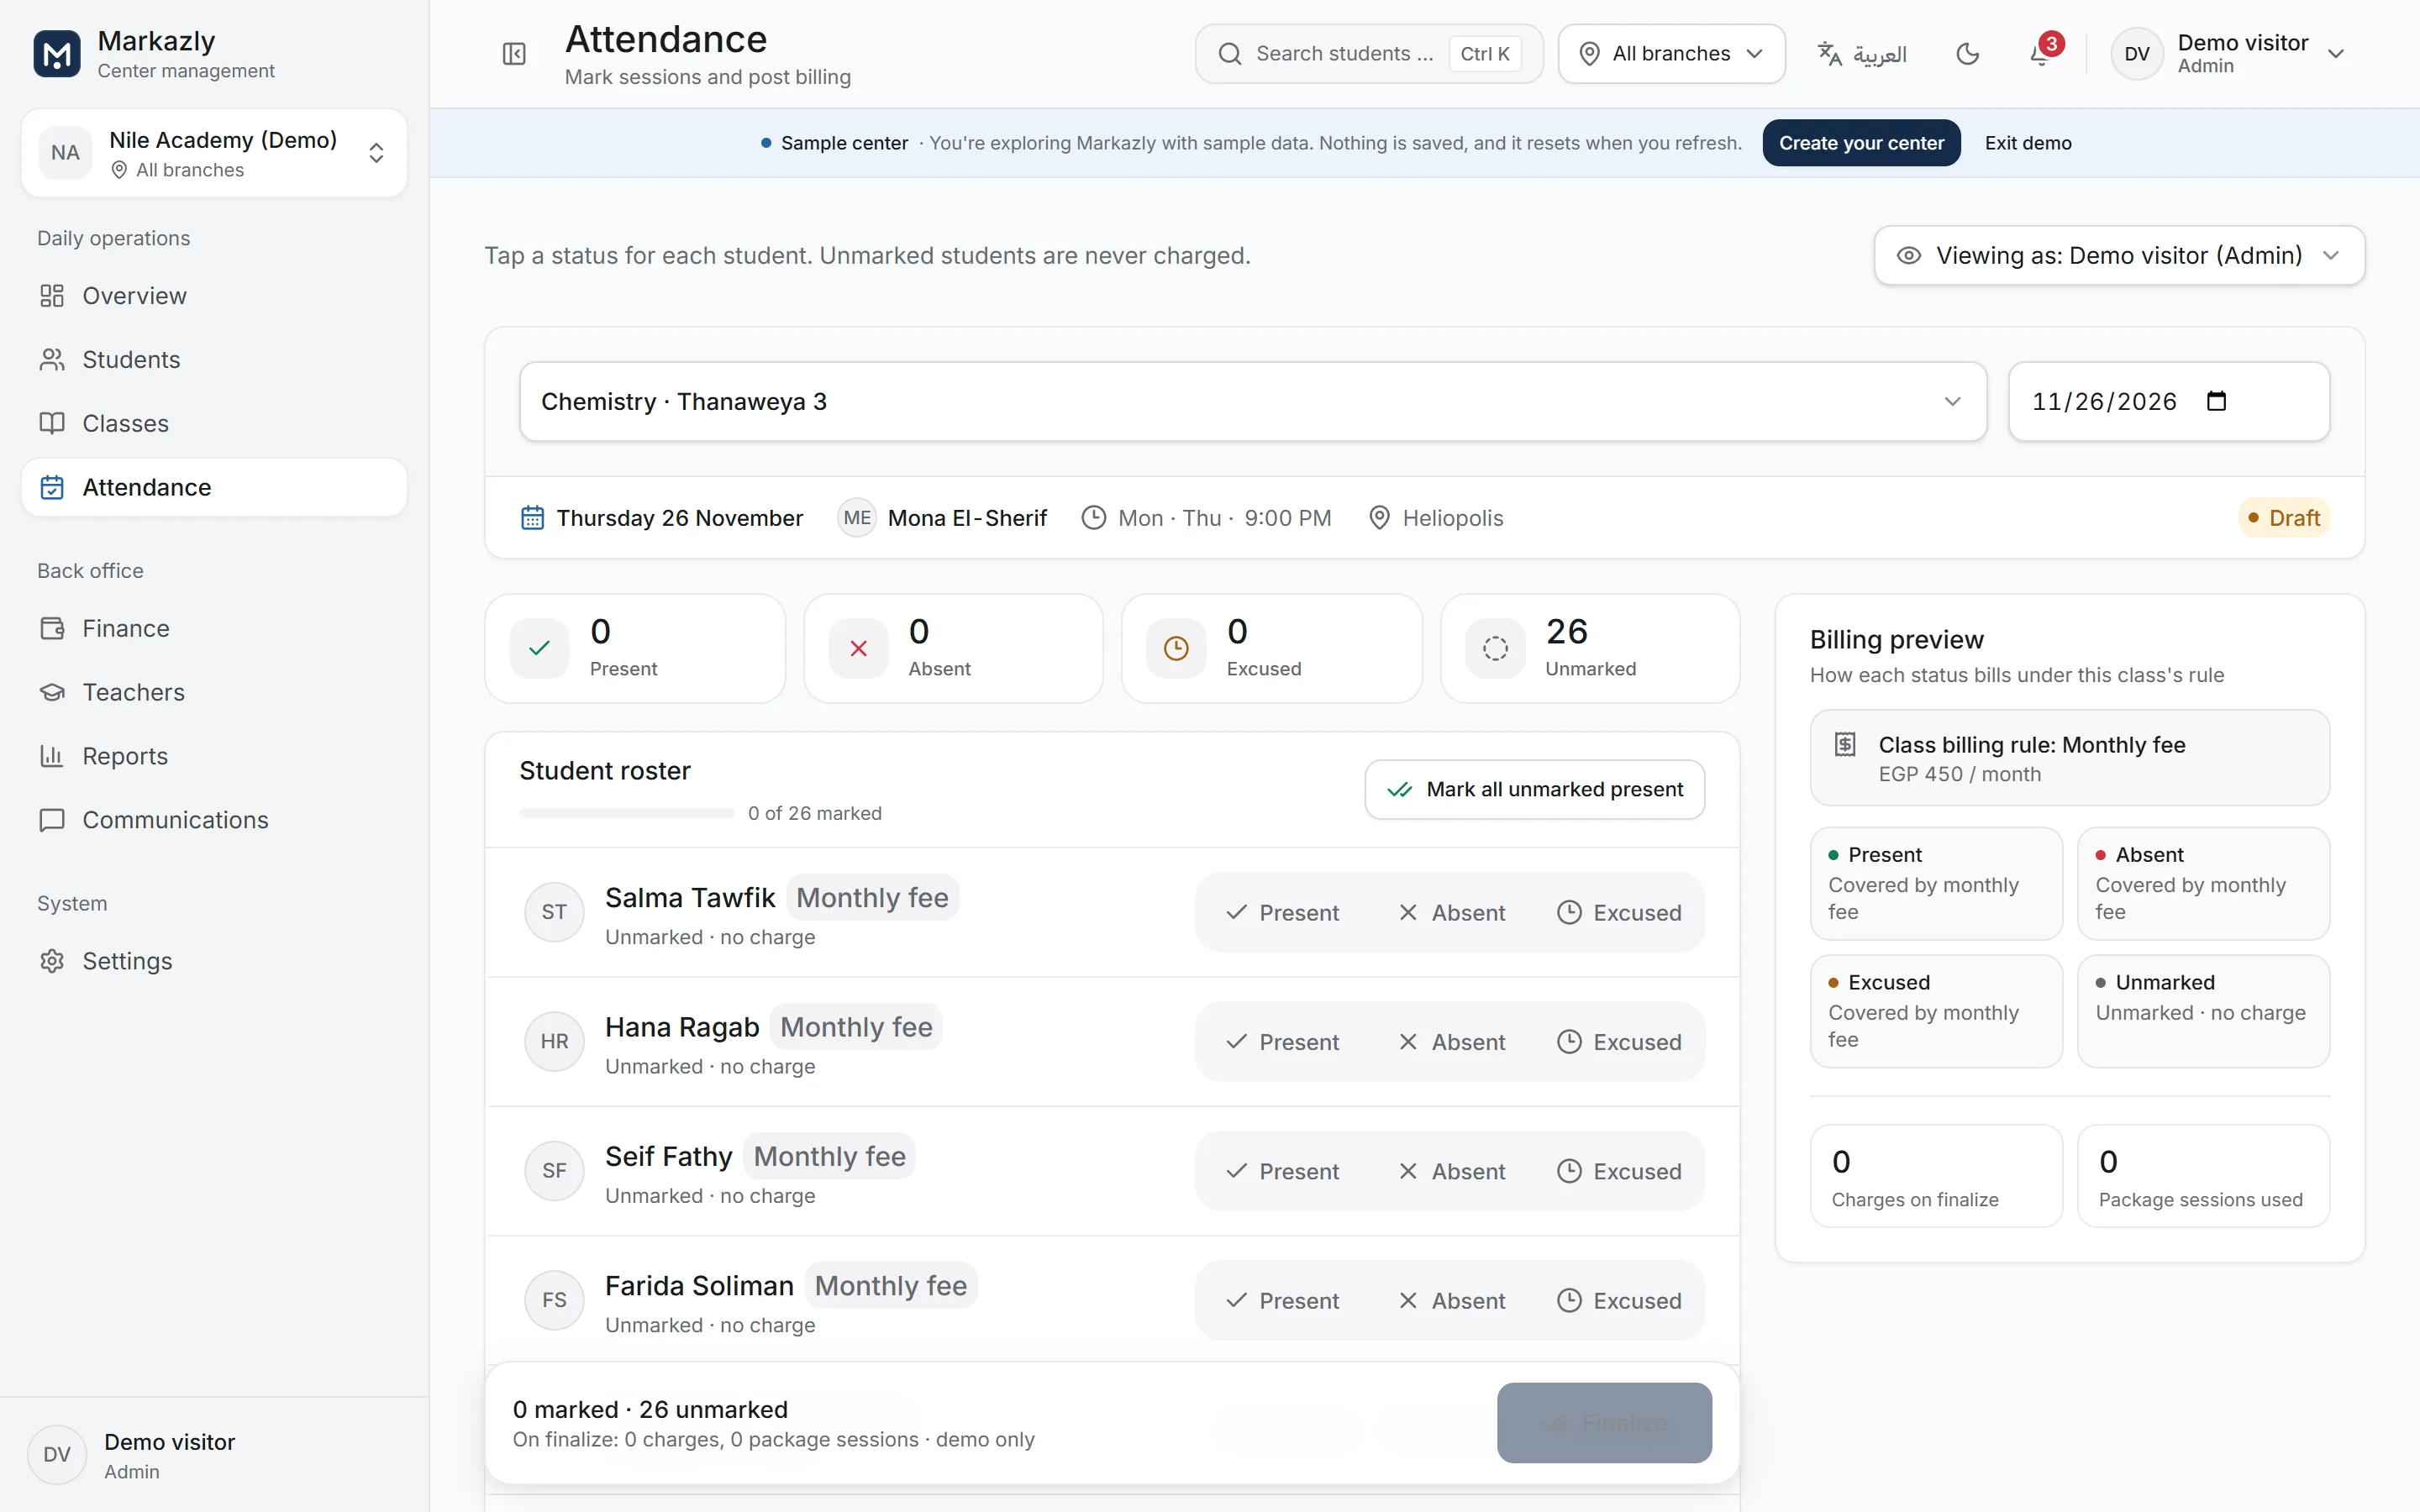 Markazly
Center management
NA
Nile Academy (Demo)
All branches
Daily operations
Overview
Students
Classes
Attendance
Back office
Finance
Teachers
Reports
Communications
System
Settings
DV
Demo visitor
Admin
Attendance
Mark sessions and post billing
Search students ...
Ctrl K
All branches
العربية
3
DV
Demo visitor
Admin
Sample center · You're exploring Markazly with sample data. Nothing is saved, and it resets when you refresh.
Create your center
Exit demo
Tap a status for each student. Unmarked students are never charged.
Viewing as: Demo visitor (Admin)
Chemistry · Thanaweya 3
11/26/2026
Thursday 26 November
ME
Mona El-Sherif
Mon · Thu · 9:00 PM
Heliopolis
Draft
0
Present
0
Absent
0
Excused
26
Unmarked
Student roster
0 of 26 marked
Mark all unmarked present
ST
Salma Tawfik
Monthly fee
Unmarked · no charge
Present
Absent
Excused
HR
Hana Ragab
Monthly fee
Unmarked · no charge
Present
Absent
Excused
SF
Seif Fathy
Monthly fee
Unmarked · no charge
Present
Absent
Excused
FS
Farida Soliman
Monthly fee
Unmarked · no charge
Present
Absent
Excused
0 marked · 26 unmarked
On finalize: 0 charges, 0 package sessions · demo only
Finalize
Billing preview
How each status bills under this class's rule
Class billing rule: Monthly fee
EGP 450 / month
Present
Covered by monthly
fee
Absent
Covered by monthly
fee
Excused
Covered by monthly
fee
Unmarked
Unmarked · no charge
0
Charges on finalize
0
Package sessions used